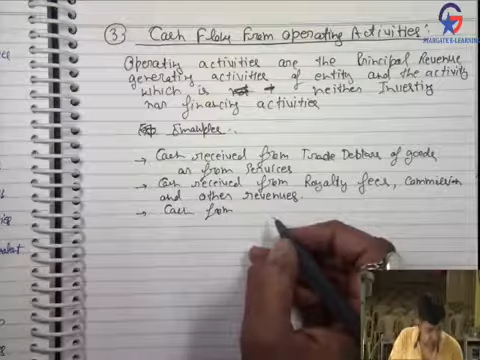 ③ Cash Flow From Operating Activities:
Operating activities are the Principal Revenue
generating activities of entity and the activity
which is neither Investing
nor financing activities
Examples:
→ Cash received from Trade Debtors of goods
or from Services
→ Cash received from Royalty fees, Commission
and other revenues.
→ Cash from
STARGATE E-LEARNING